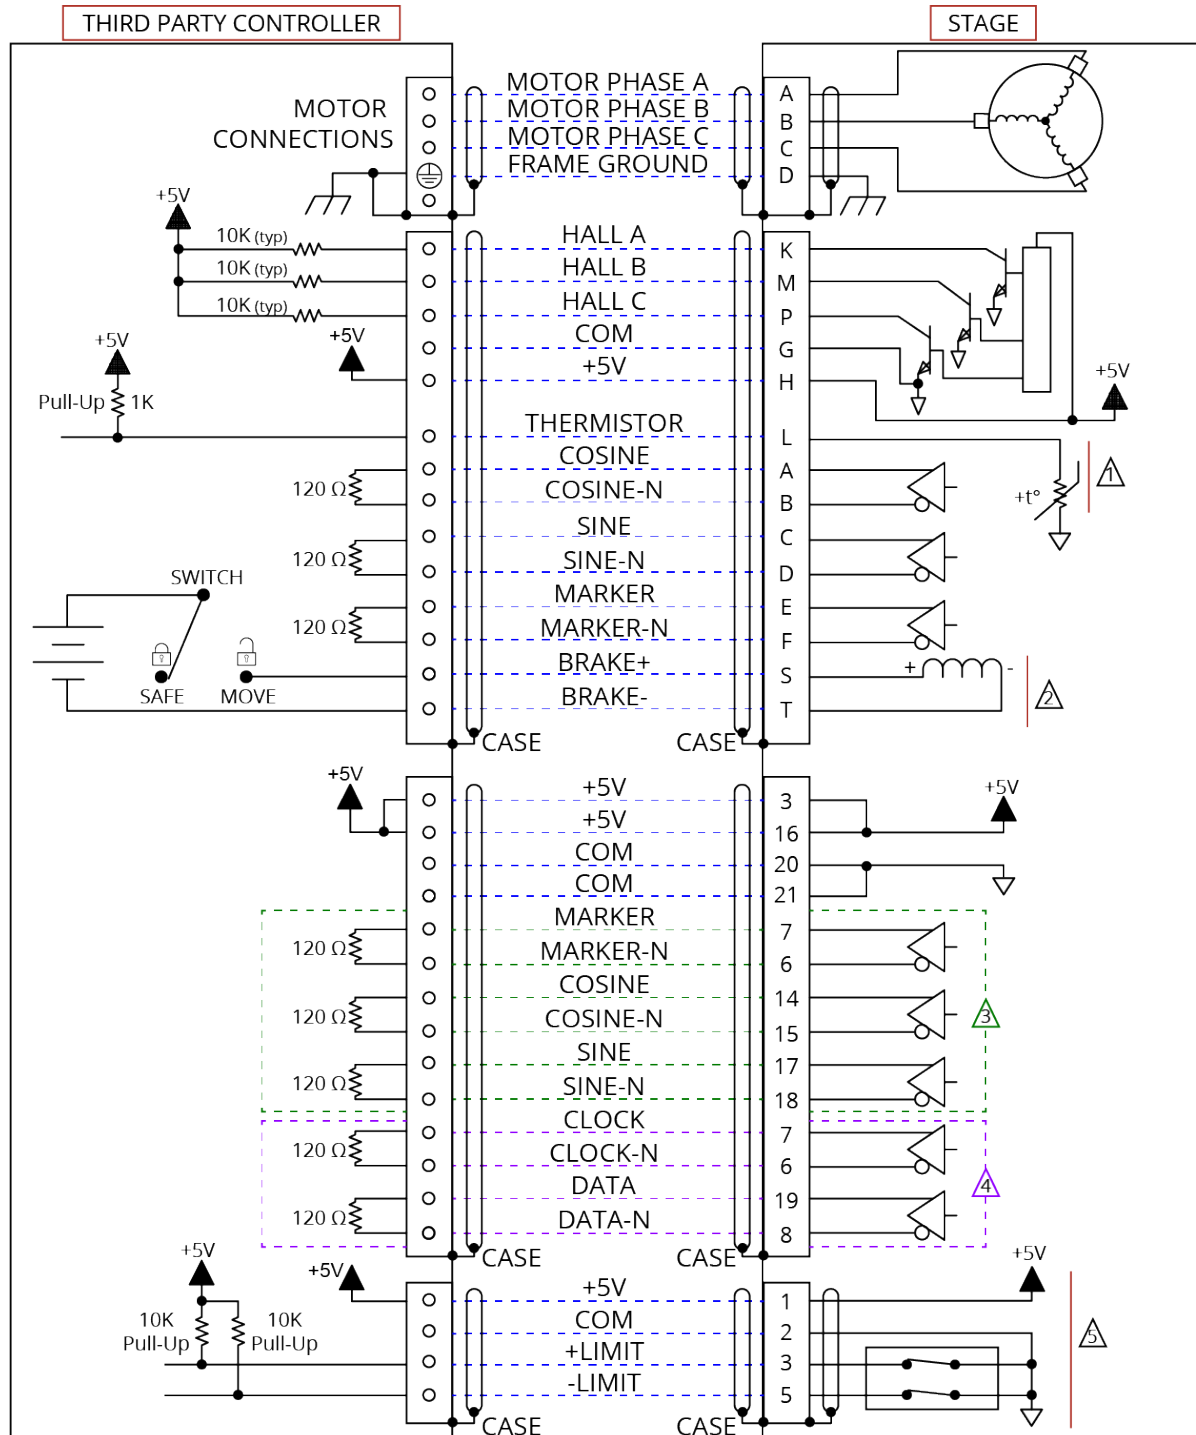 THIRD PARTY CONTROLLER
STAGE
MOTOR CONNECTIONS
MOTOR PHASE A
A
MOTOR PHASE B
B
MOTOR PHASE C
C
FRAME GROUND
D
+5V
10K (typ)
HALL A
K
10K (typ)
HALL B
M
10K (typ)
HALL C
P
+5V
COM
G
+5V
+5V
H
+5V
Pull-Up 1K
THERMISTOR
L
1
+t°
COSINE
A
120 Ω
COSINE-N
B
SINE
C
120 Ω
SINE-N
D
SWITCH
MARKER
E
120 Ω
MARKER-N
F
SAFE
MOVE
BRAKE+
S
+
-
2
BRAKE-
T
CASE
CASE
+5V
+5V
3
+5V
+5V
16
COM
20
COM
21
MARKER
7
120 Ω
MARKER-N
6
COSINE
14
120 Ω
COSINE-N
15
3
SINE
17
120 Ω
SINE-N
18
CLOCK
7
120 Ω
CLOCK-N
6
DATA
19
4
120 Ω
DATA-N
8
CASE
CASE
+5V
+5V
+5V
1
+5V
10K Pull-Up
10K Pull-Up
COM
2
5
+LIMIT
3
-LIMIT
5
CASE
CASE